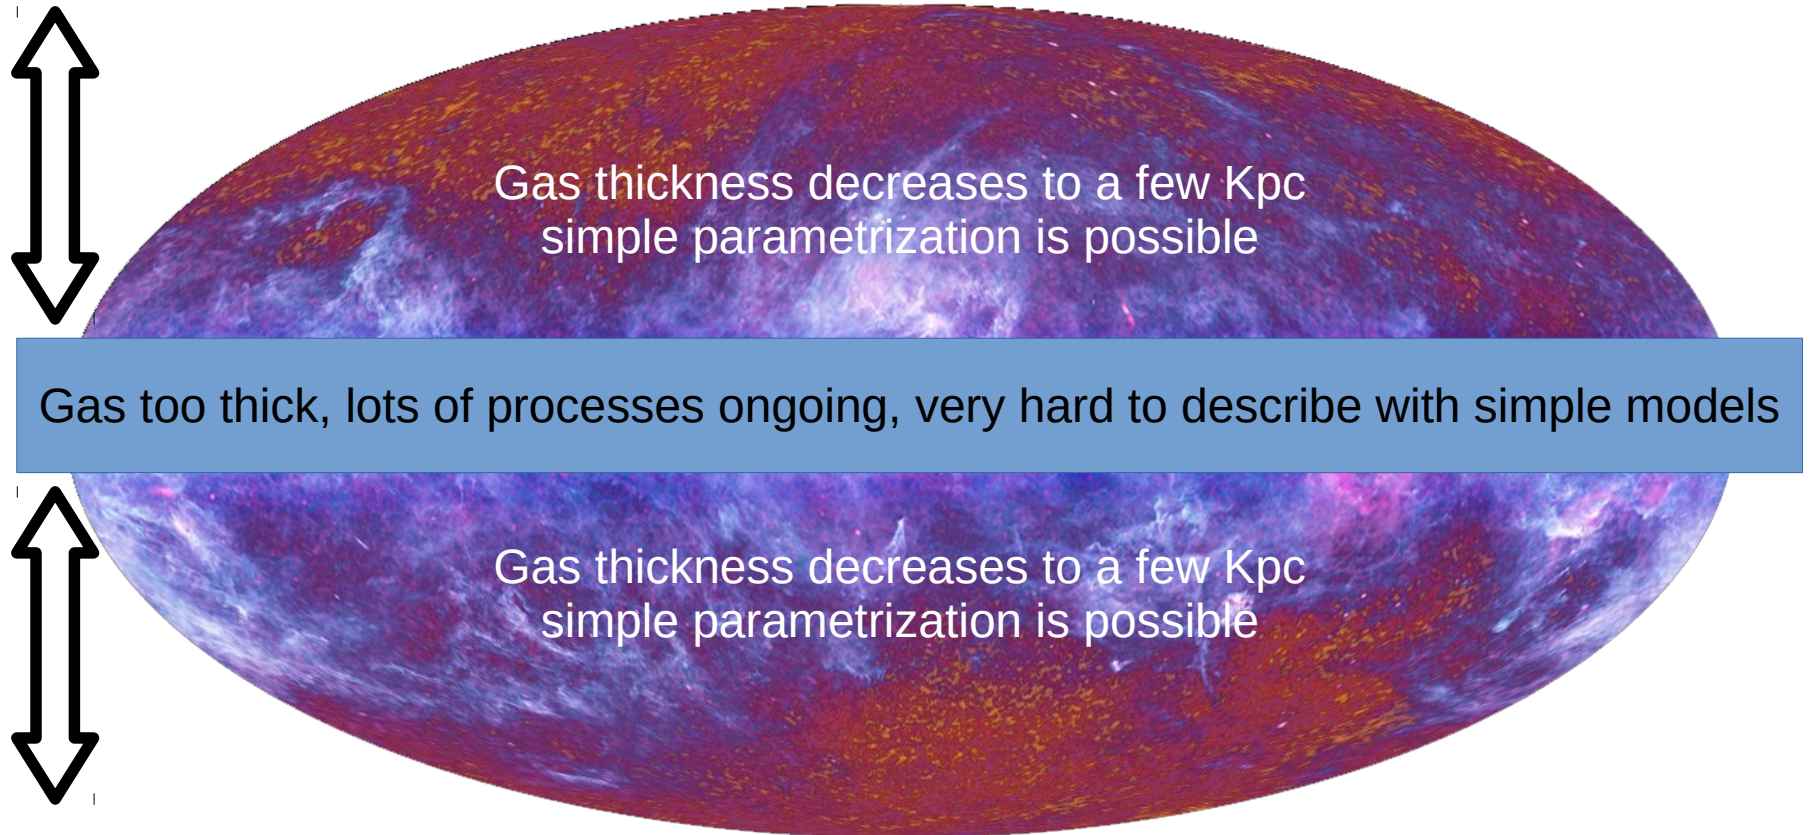 Gas thickness decreases to a few Kpc
simple parametrization is possible
Gas too thick, lots of processes ongoing, very hard to describe with simple models
Gas thickness decreases to a few Kpc
simple parametrization is possible